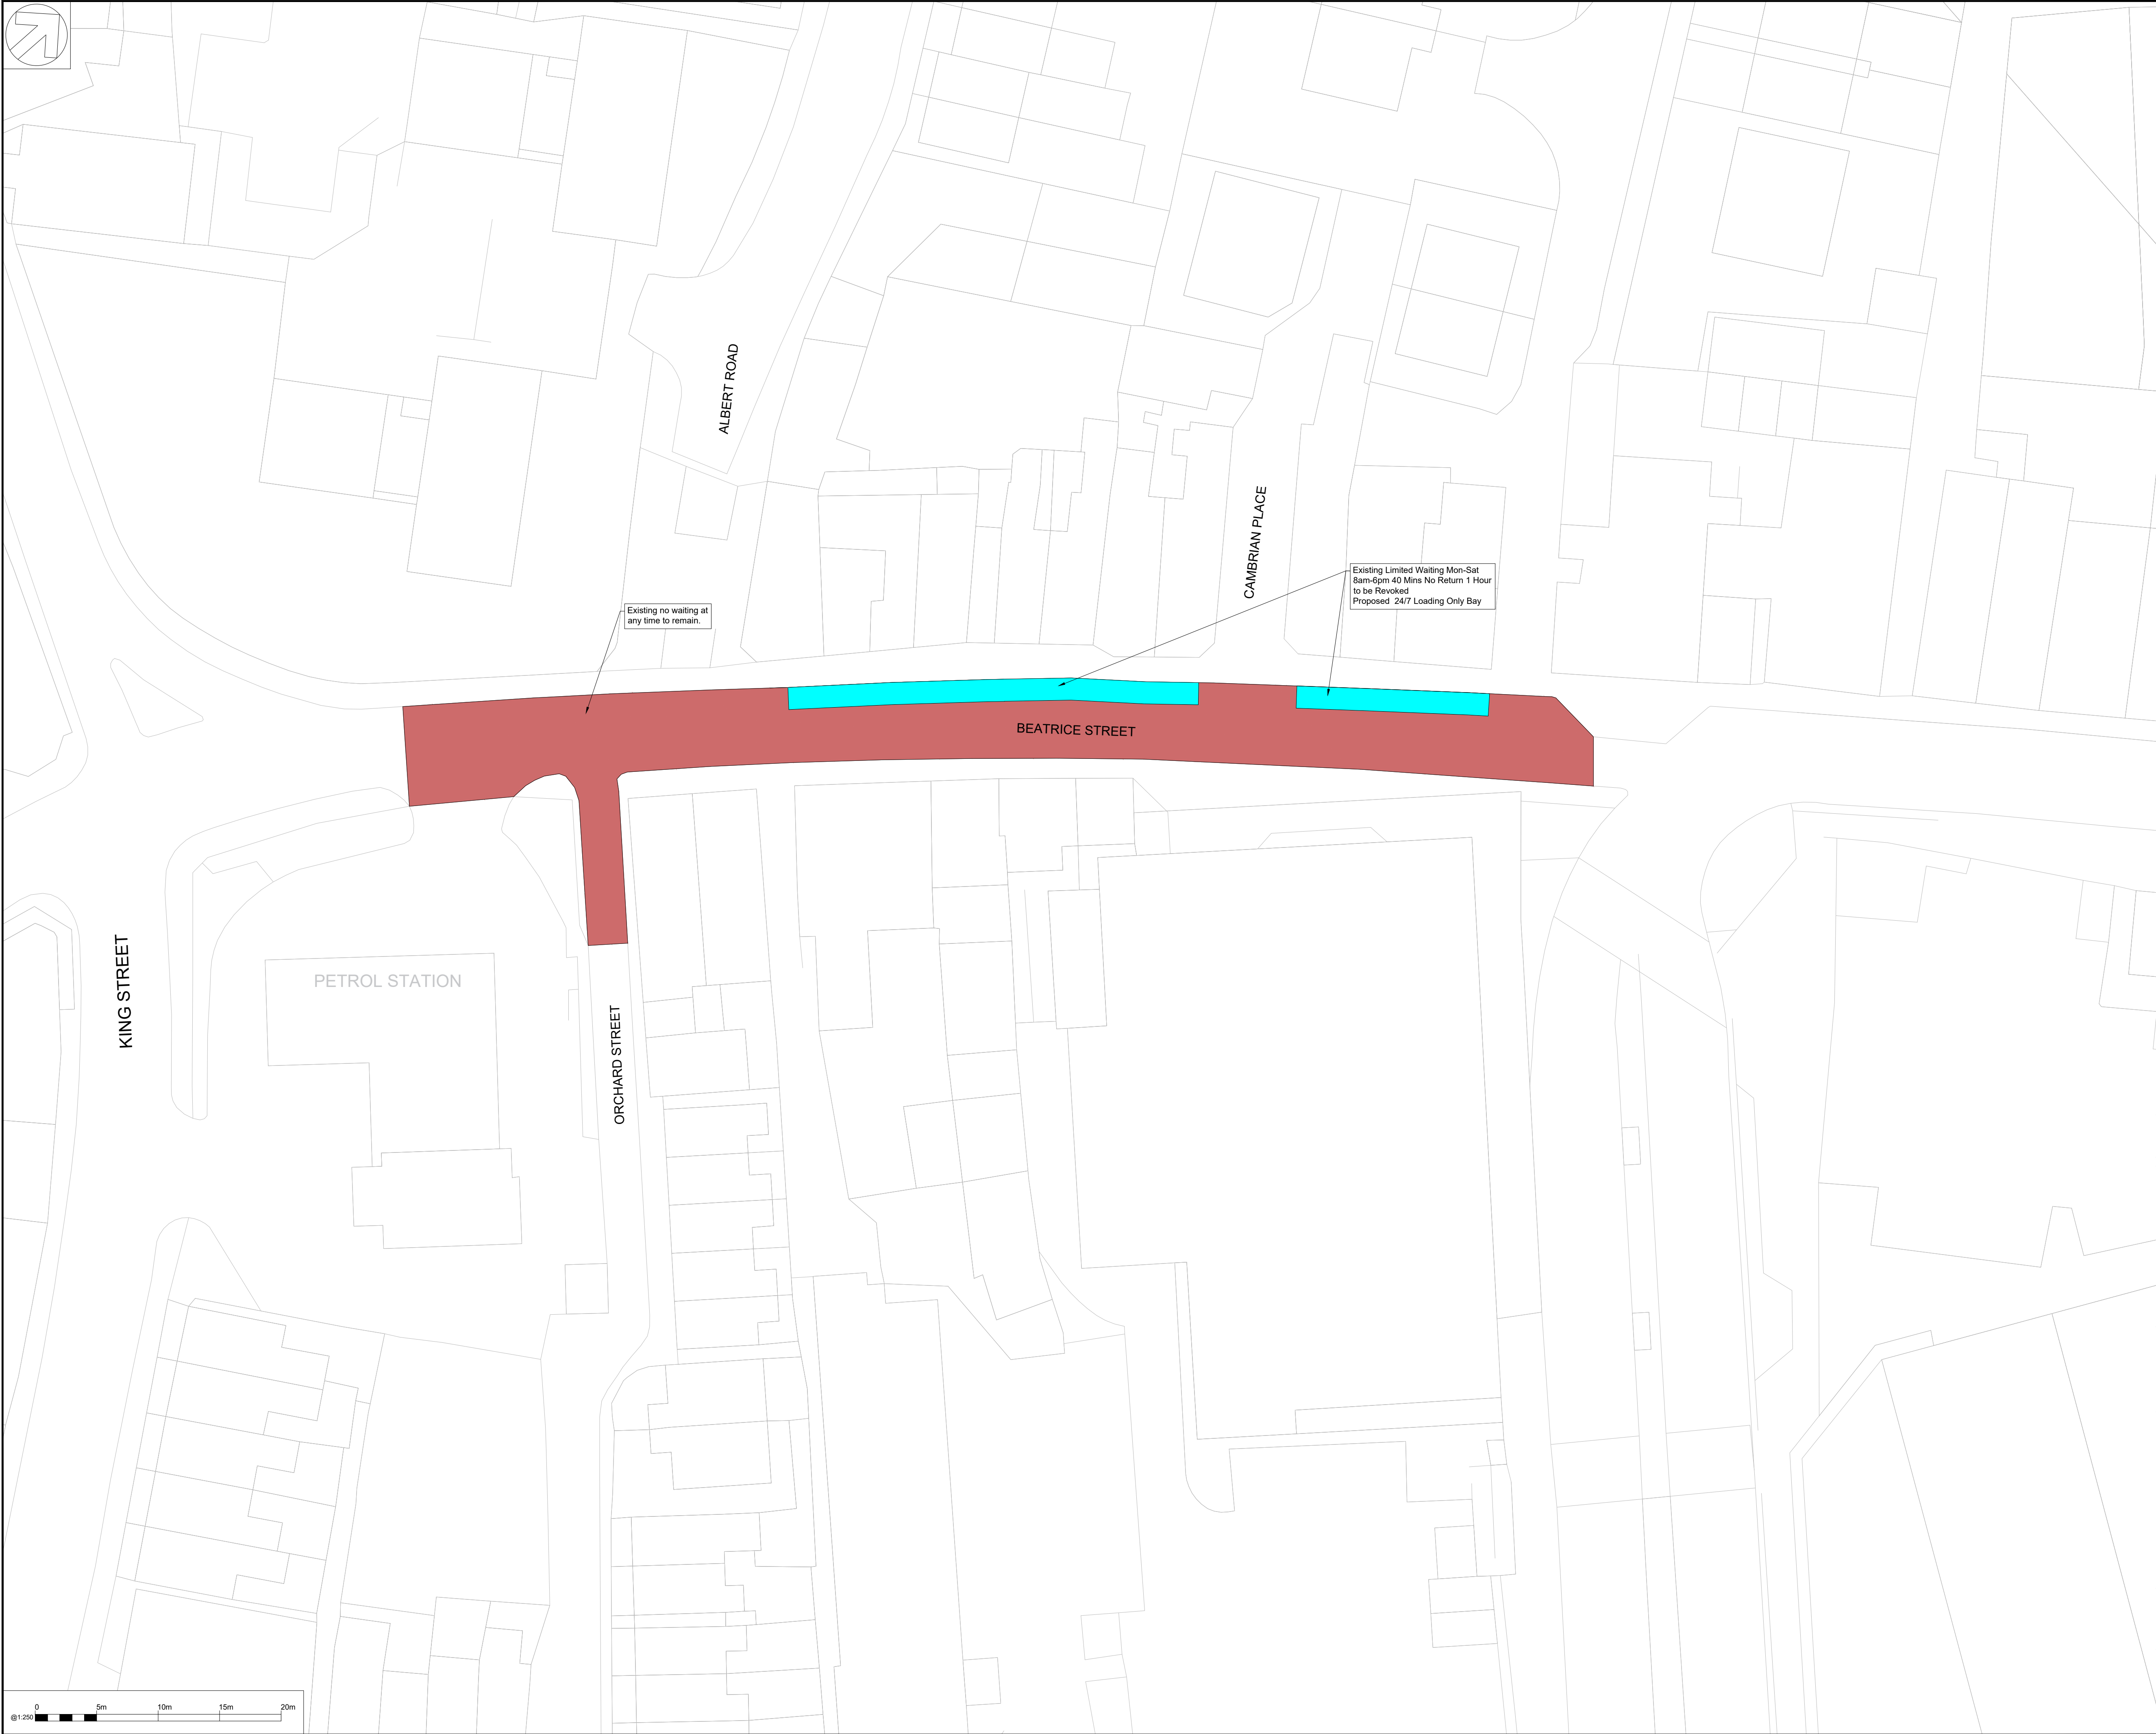 ALBERT ROAD
CAMBRIAN PLACE
Existing Limited Waiting Mon-Sat
8am-6pm 40 Mins No Return 1 Hour
to be Revoked
Proposed  24/7 Loading Only Bay
Existing no waiting at
any time to remain.
BEATRICE STREET
KING STREET
PETROL STATION
ORCHARD STREET
0 5m 10m 15m 20m
@1:250